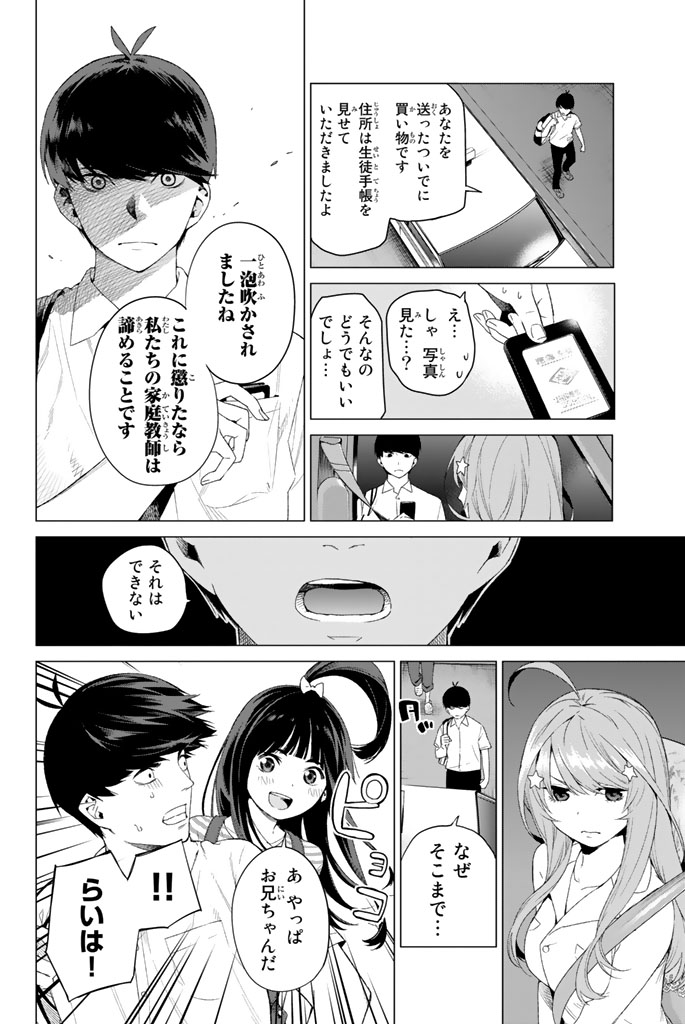 あなたを
送ったついでに
買い物です
住所は生徒手帳を
見せて
いただきましたよ
え…
しゃ 写真
見た…？
そんなの
どうでもいい
でしょ…
一泡吹かされ
ましたね
これに懲りたなら
私たちの家庭教師は
諦めることです
それは
できない
なぜ
そこまで…
ダッ
ピョコ
あ やっぱ
お兄ちゃんだ
!!
らいは！